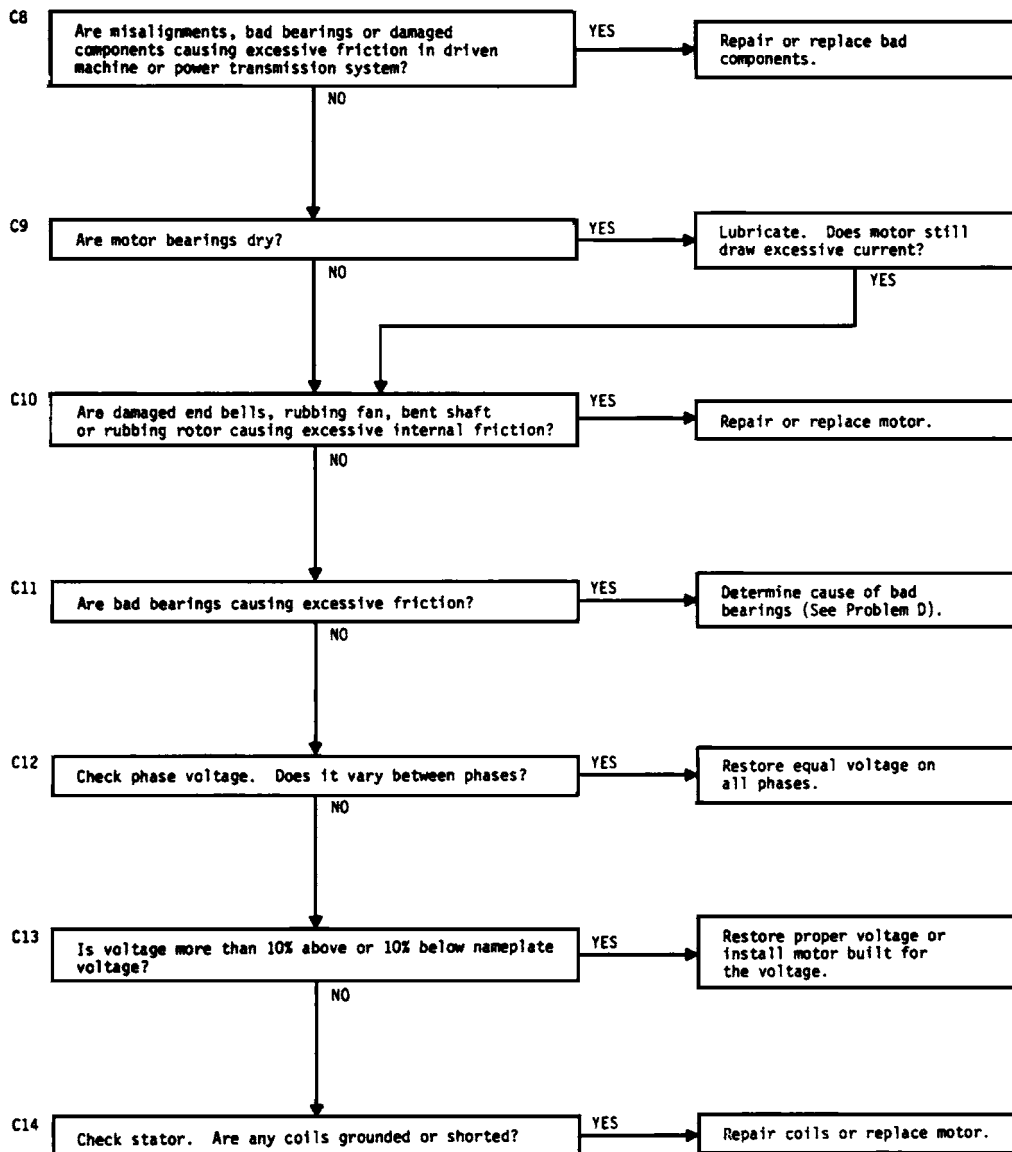 C8
Are misalignments, bad bearings or damaged
components causing excessive friction in driven
machine or power transmission system?
YES
Repair or replace bad
components.
NO
C9
Are motor bearings dry?
YES
Lubricate. Does motor still
draw excessive current?
NO
YES
C10
Are damaged end bells, rubbing fan, bent shaft
or rubbing rotor causing excessive internal friction?
YES
Repair or replace motor.
NO
C11
Are bad bearings causing excessive friction?
YES
Determine cause of bad
bearings (See Problem D).
NO
C12
Check phase voltage. Does it vary between phases?
YES
Restore equal voltage on
all phases.
NO
C13
Is voltage more than 10% above or 10% below nameplate
voltage?
YES
Restore proper voltage or
install motor built for
the voltage.
NO
C14
Check stator. Are any coils grounded or shorted?
YES
Repair coils or replace motor.